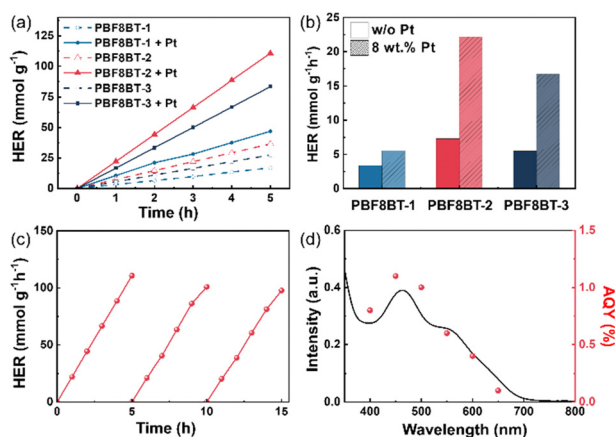 (a)
HER (mmol g⁻¹)
125
100
75
50
25
0
PBF8BT-1
PBF8BT-1 + Pt
PBF8BT-2
PBF8BT-2 + Pt
PBF8BT-3
PBF8BT-3 + Pt
0 1 2 3 4 5
Time (h)
(b)
HER (mmol g⁻¹h⁻¹)
25
20
15
10
5
0
w/o Pt
8 wt.% Pt
PBF8BT-1 PBF8BT-2 PBF8BT-3
(c)
HER (mmol g⁻¹h⁻¹)
150
100
50
0
0 5 10 15
Time (h)
(d)
Intensity (a.u.)
0.6
0.4
0.2
0.0
400 500 600 700 800
Wavelength (nm)
1.5
1.0
0.5
0.0
AQY (%)